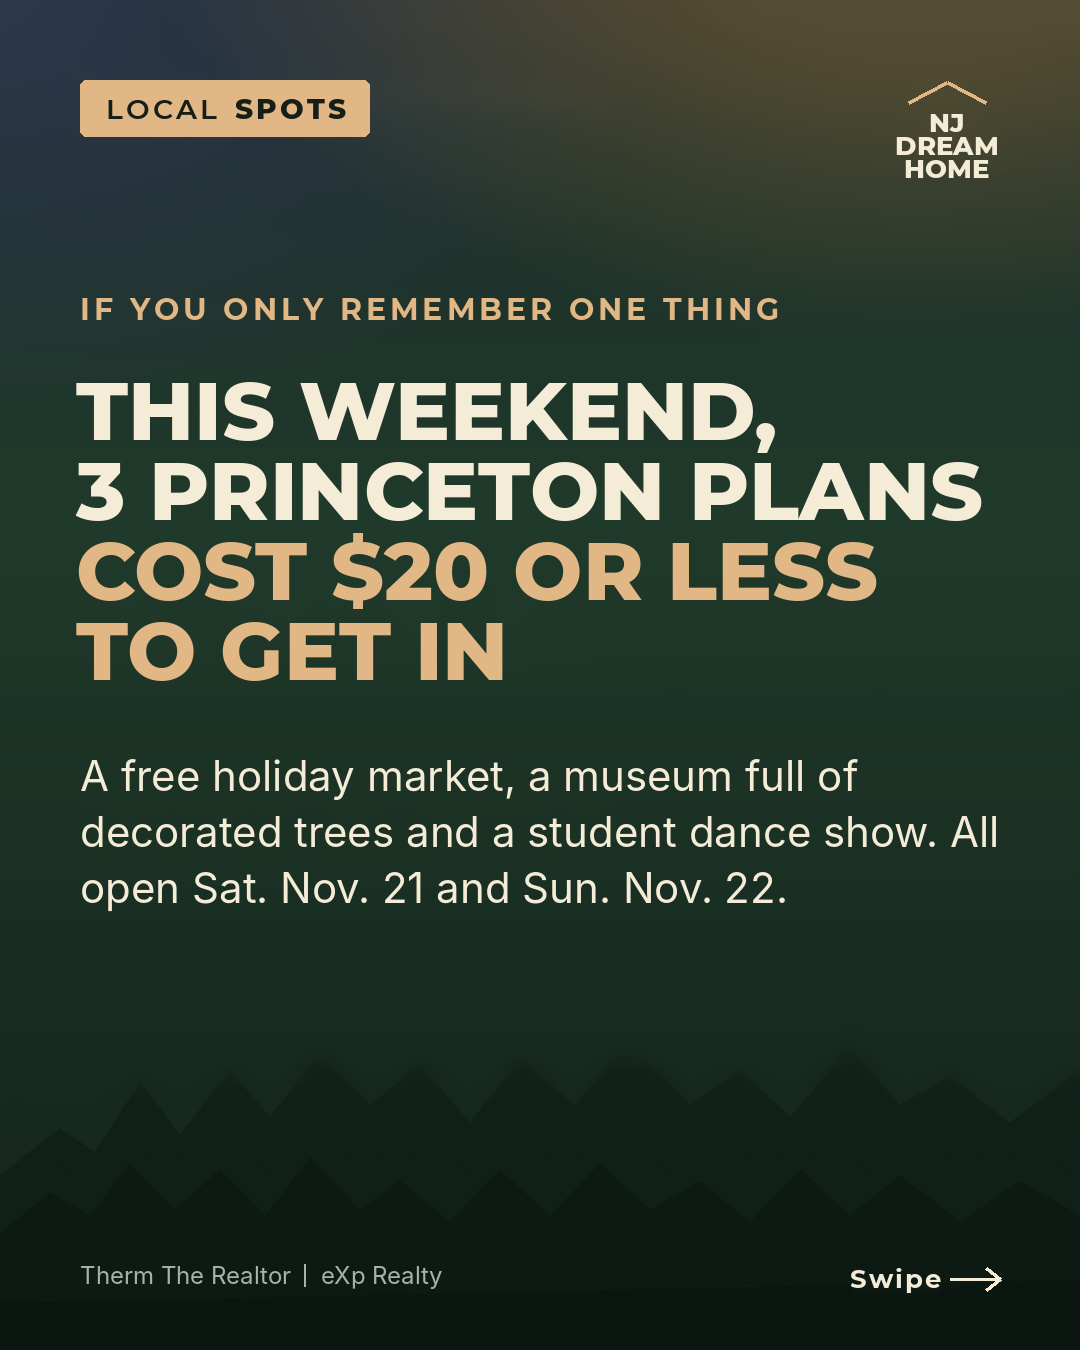 LOCAL SPOTS
NJ
DREAM
HOME
IF YOU ONLY REMEMBER ONE THING
THIS WEEKEND,
3 PRINCETON PLANS
COST $20 OR LESS
TO GET IN
A free holiday market, a museum full of
decorated trees and a student dance show. All
open Sat. Nov. 21 and Sun. Nov. 22.
Therm The Realtor | eXp Realty
Swipe